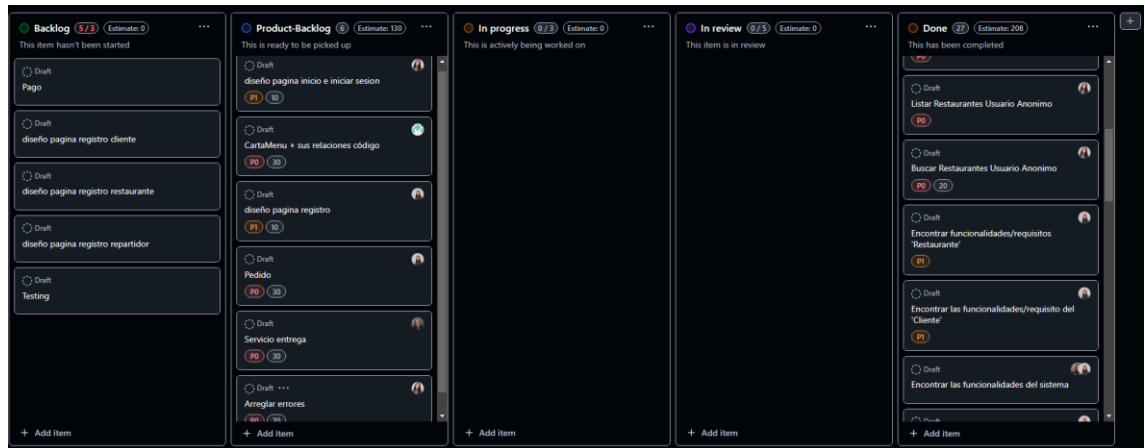 Backlog 5 / 3 Estimate: 0 ...
This item hasn't been started
Draft
Pago
Draft
diseño pagina registro cliente
Draft
diseño pagina registro restaurante
Draft
diseño pagina registro repartidor
Draft
Testing
+ Add item
Product-Backlog 6 Estimate: 130 ...
This is ready to be picked up
Draft
diseño pagina inicio e iniciar sesion
P1 10
Draft
CartaMenu + sus relaciones código
P0 30
Draft
diseño pagina registro
P1 10
Draft
Pedido
P0 30
Draft
Servicio entrega
P0 30
Draft ...
Arreglar errores
P0 20
+ Add item
In progress 0 / 3 Estimate: 0 ...
This is actively being worked on
+ Add item
In review 0 / 5 Estimate: 0 ...
This item is in review
+ Add item
Done 27 Estimate: 208 ...
This has been completed
P0
Draft
Listar Restaurantes Usuario Anonimo
P0
Draft
Buscar Restaurantes Usuario Anonimo
P0 20
Draft
Encontrar funcionalidades/requisitos
'Restaurante'
P1
Draft
Encontrar las funcionalidades/requisito del
'Cliente'
P1
Draft
Encontrar las funcionalidades del sistema
Draft
+ Add item
+